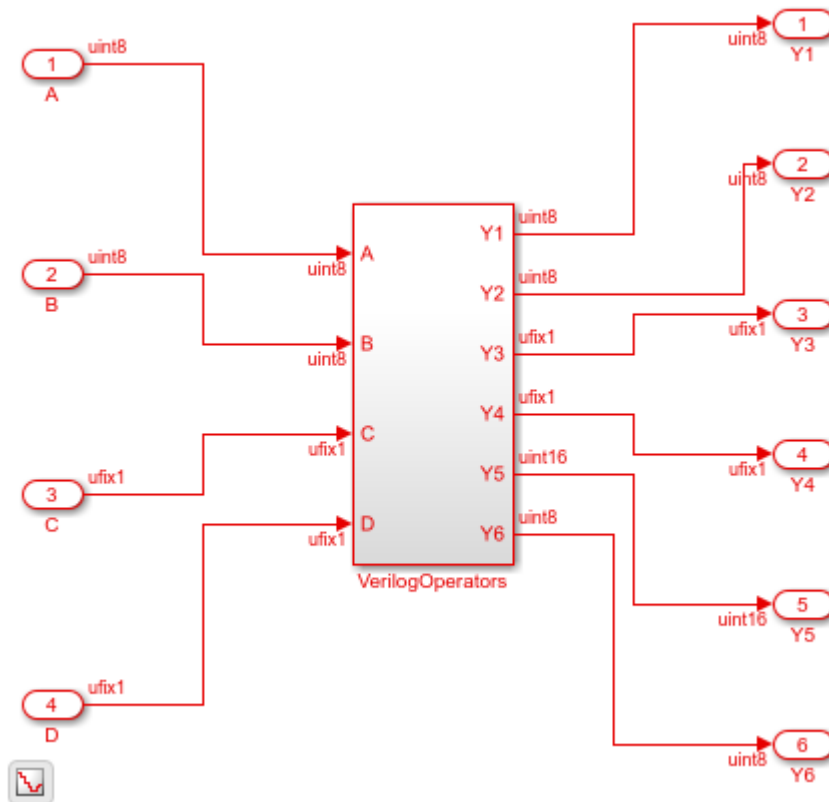 1
uint8
A
2
uint8
B
3
ufix1
C
4
ufix1
D
uint8
A
uint8
B
ufix1
C
ufix1
D
Y1
uint8
Y2
uint8
Y3
ufix1
Y4
ufix1
Y5
uint16
Y6
uint8
VerilogOperators
1
uint8
Y1
2
uint8
Y2
3
ufix1
Y3
4
ufix1
Y4
5
uint16
Y5
6
uint8
Y6